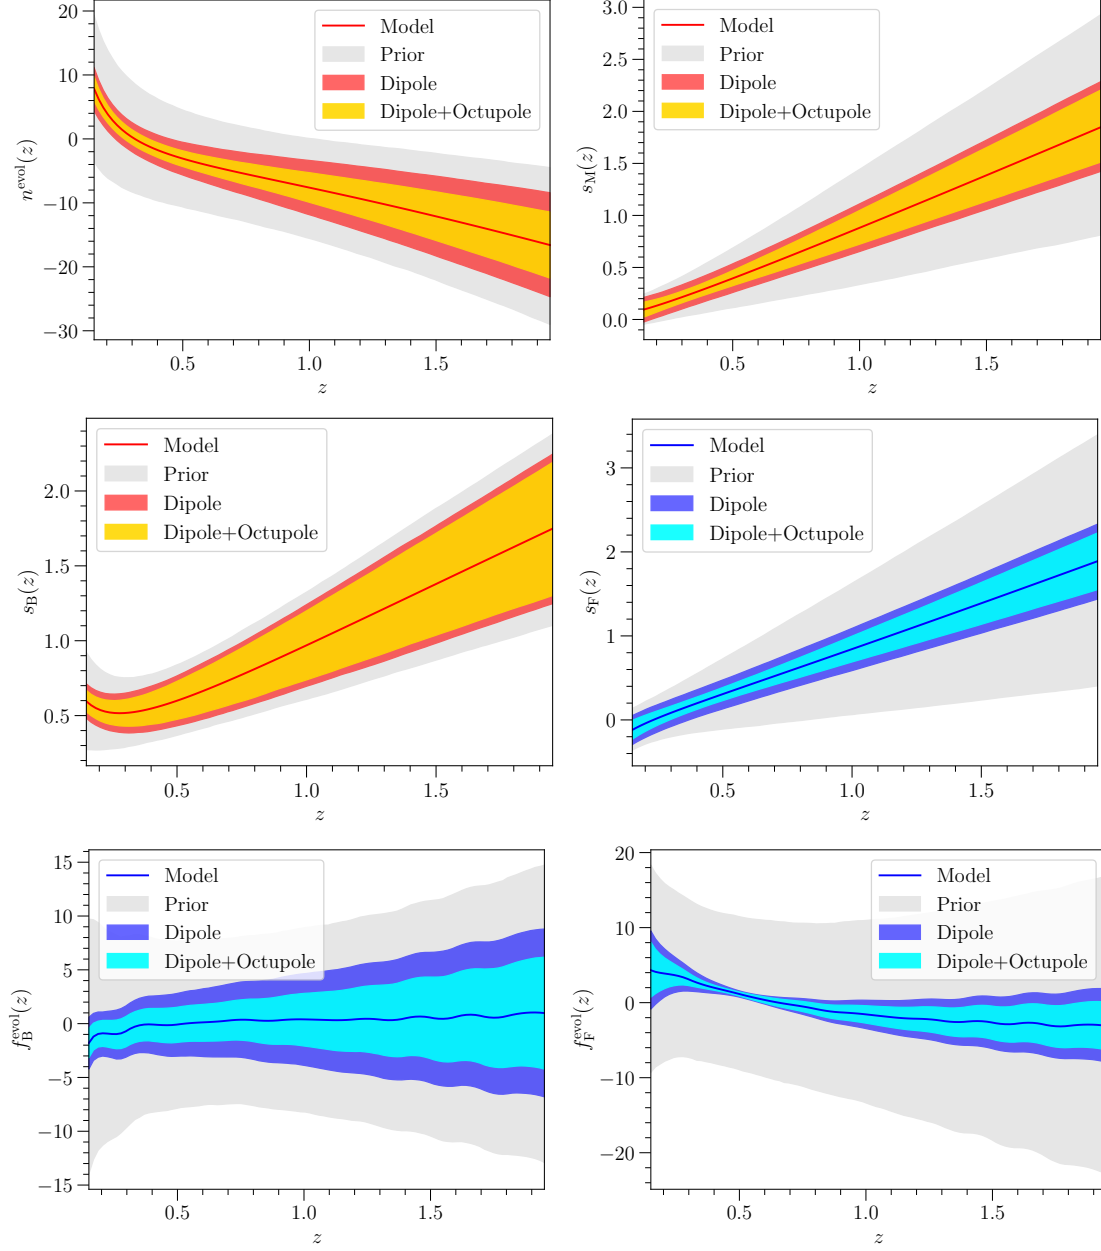 20
10
0
−10
−20
−30
n^evol(z)
Model
Prior
Dipole
Dipole+Octupole
0.5
1.0
1.5
z
3.0
2.5
2.0
1.5
1.0
0.5
0.0
s_M(z)
Model
Prior
Dipole
Dipole+Octupole
0.5
1.0
1.5
z
2.0
1.5
1.0
0.5
s_B(z)
Model
Prior
Dipole
Dipole+Octupole
0.5
1.0
1.5
z
3
2
1
0
s_F(z)
Model
Prior
Dipole
Dipole+Octupole
0.5
1.0
1.5
z
15
10
5
0
−5
−10
−15
f_B^evol(z)
Model
Prior
Dipole
Dipole+Octupole
0.5
1.0
1.5
z
20
10
0
−10
−20
f_F^evol(z)
Model
Prior
Dipole
Dipole+Octupole
0.5
1.0
1.5
z